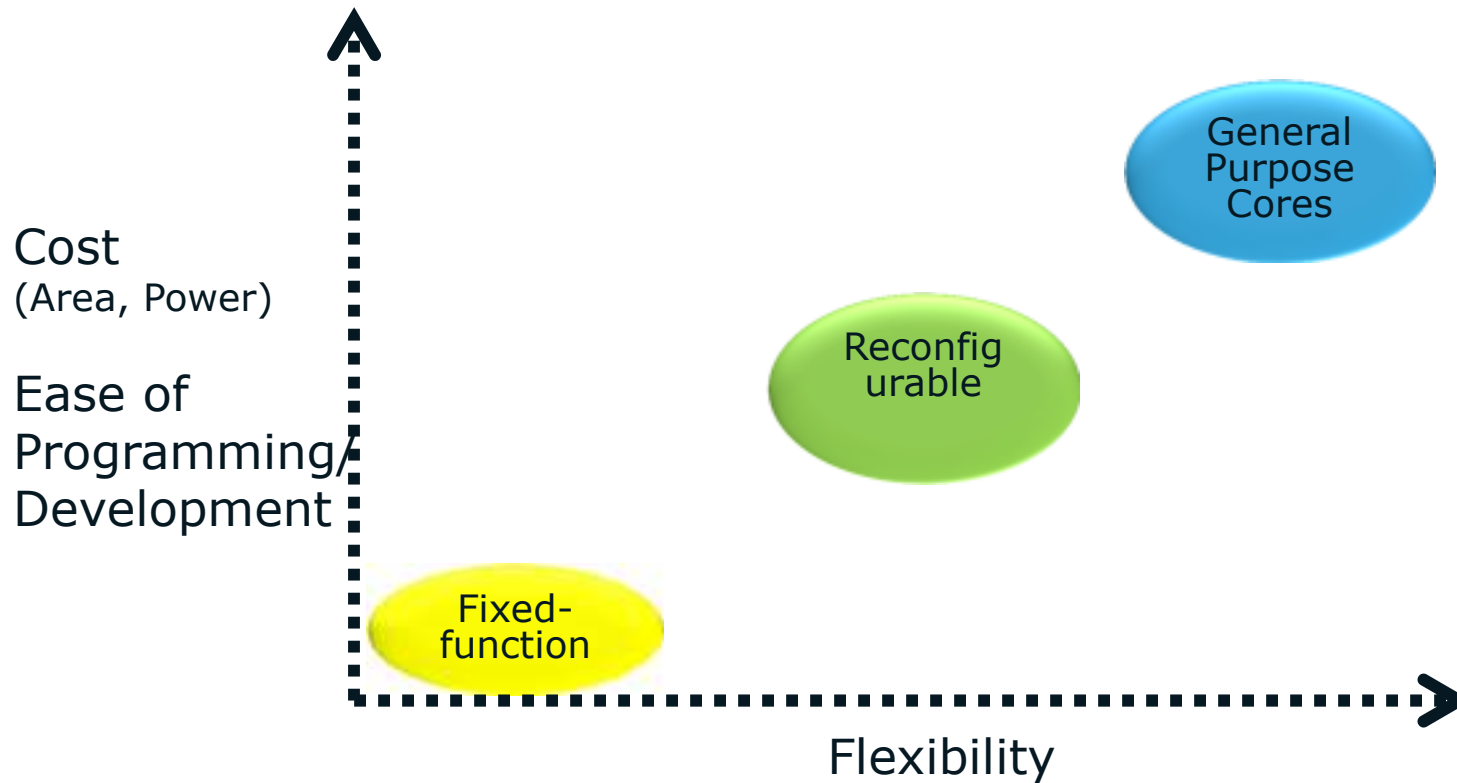 General
Purpose
Cores
Cost
(Area, Power)
Reconfig
urable
Ease of
Programming/
Development
Fixed-
function
Flexibility